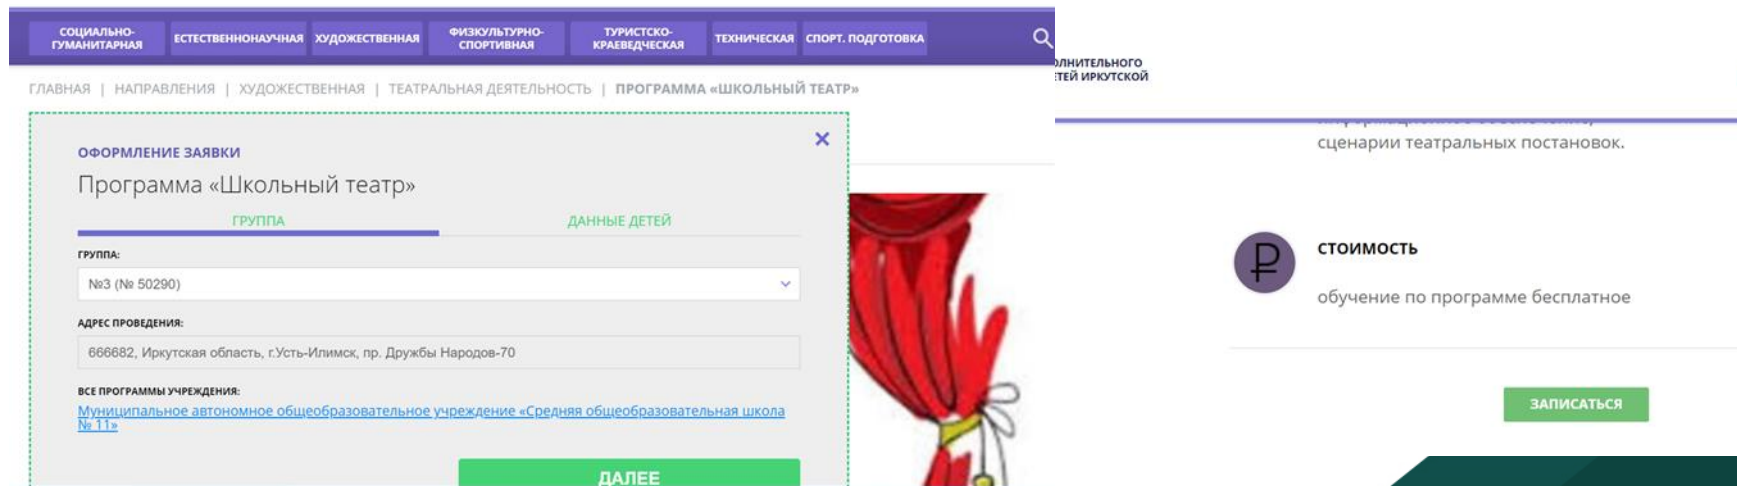 СОЦИАЛЬНО-
ГУМАНИТАРНАЯ
ЕСТЕСТВЕННОНАУЧНАЯ
ХУДОЖЕСТВЕННАЯ
ФИЗКУЛЬТУРНО-
СПОРТИВНАЯ
ТУРИСТСКО-
КРАЕВЕДЧЕСКАЯ
ТЕХНИЧЕСКАЯ
СПОРТ. ПОДГОТОВКА
ГЛАВНАЯ | НАПРАВЛЕНИЯ | ХУДОЖЕСТВЕННАЯ | ТЕАТРАЛЬНАЯ ДЕЯТЕЛЬНОСТЬ | ПРОГРАММА «ШКОЛЬНЫЙ ТЕАТР»
ОФОРМЛЕНИЕ ЗАЯВКИ
Программа «Школьный театр»
ГРУППА
ДАННЫЕ ДЕТЕЙ
ГРУППА:
№3 (№ 50290)
АДРЕС ПРОВЕДЕНИЯ:
666682, Иркутская область, г.Усть-Илимск, пр. Дружбы Народов-70
ВСЕ ПРОГРАММЫ УЧРЕЖДЕНИЯ:
Муниципальное автономное общеобразовательное учреждение «Средняя общеобразовательная школа
№ 11»
ДАЛЕЕ
ОЛНИТЕЛЬНОГО
ТЕЙ ИРКУТСКОЙ
сценарии театральных постановок.
СТОИМОСТЬ
обучение по программе бесплатное
ЗАПИСАТЬСЯ